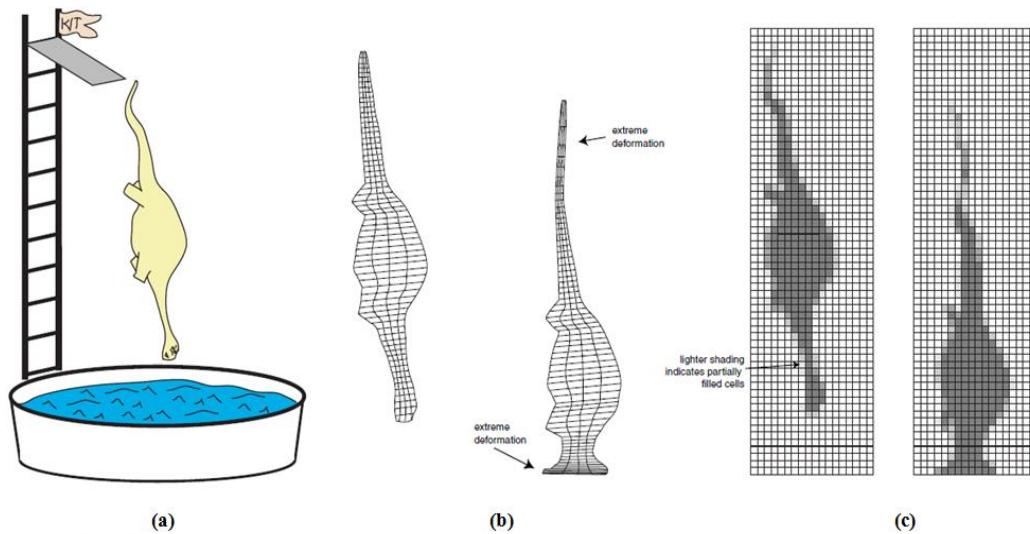 KIT
extreme
deformation
extreme
deformation
lighter shading
indicates partially
filled cells
(a)
(b)
(c)